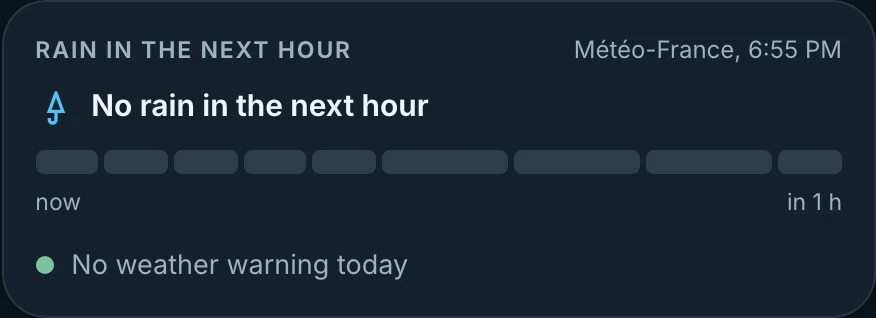 RAIN IN THE NEXT HOUR Météo-France, 6:55 PM
No rain in the next hour
now in 1 h
No weather warning today